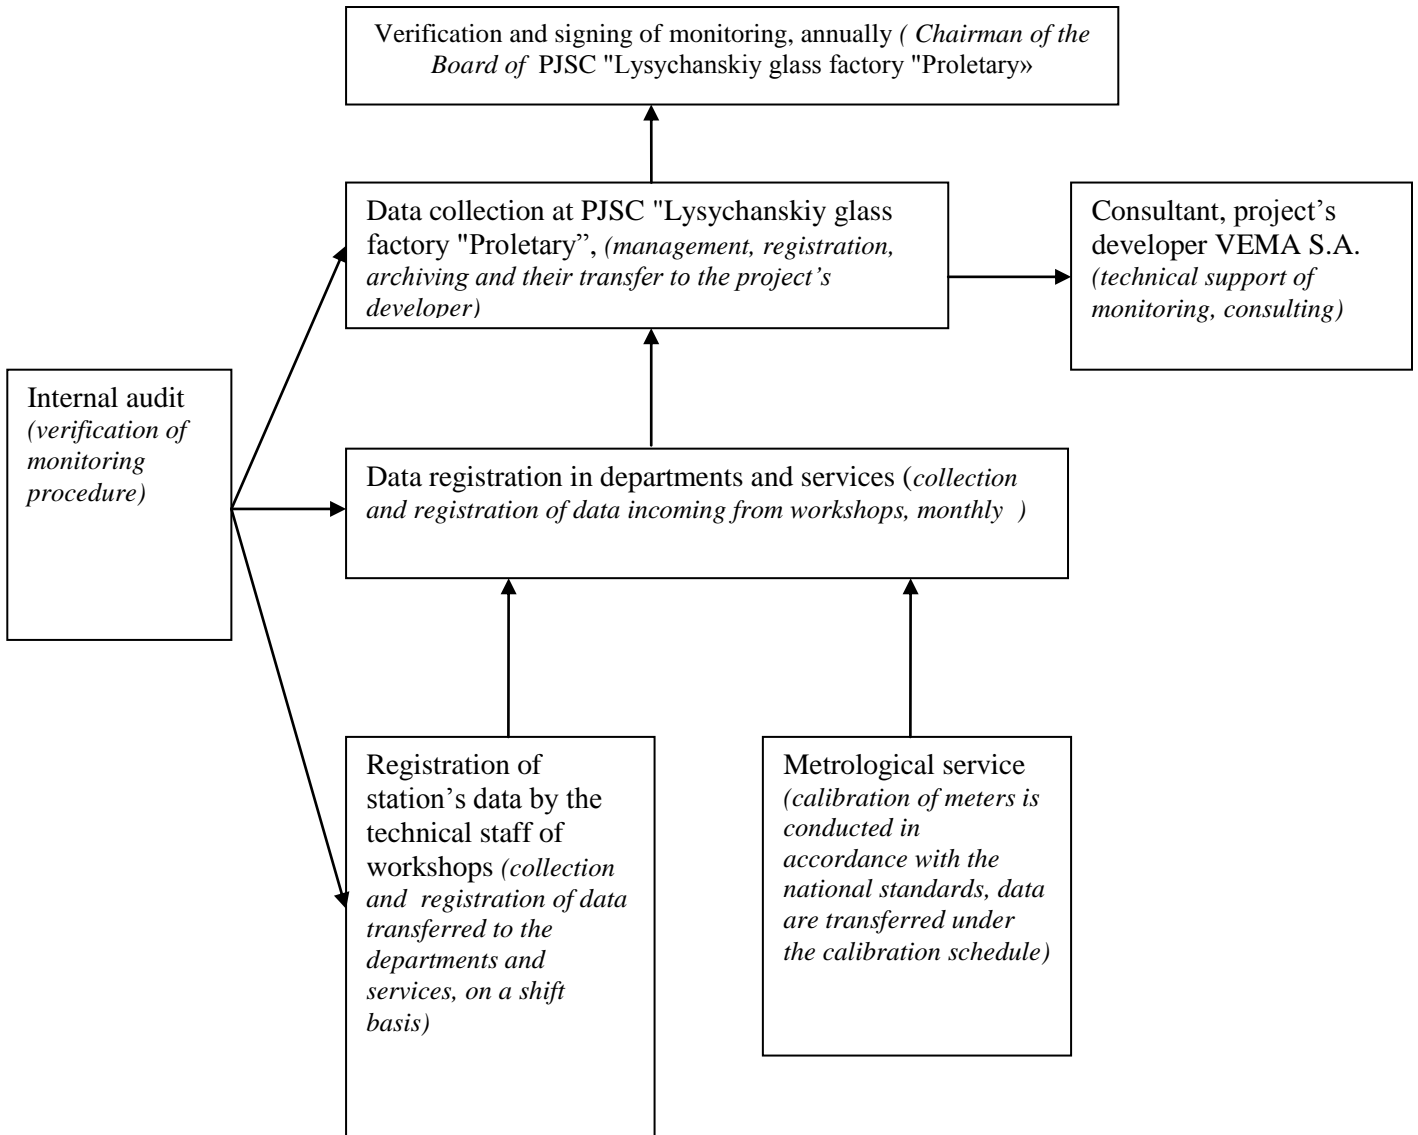 Verification and signing of monitoring, annually ( Chairman of the
Board of  PJSC "Lysychanskiy glass factory "Proletary»
Data collection at PJSC "Lysychanskiy glass
factory "Proletary”, (management, registration,
archiving and their transfer to the project’s
developer)
Consultant, project’s
developer VEMA S.A.
(technical support of
monitoring, consulting)
Internal audit
(verification of
monitoring
procedure)
Data registration in departments and services (collection
and registration of data incoming from workshops, monthly  )
Registration of
station’s data by the
technical staff of
workshops (collection
and  registration of data
transferred to the
departments and
services, on a shift
basis)
Metrological service
(calibration of meters is
conducted in
accordance with the
national standards, data
are transferred under
the calibration schedule)